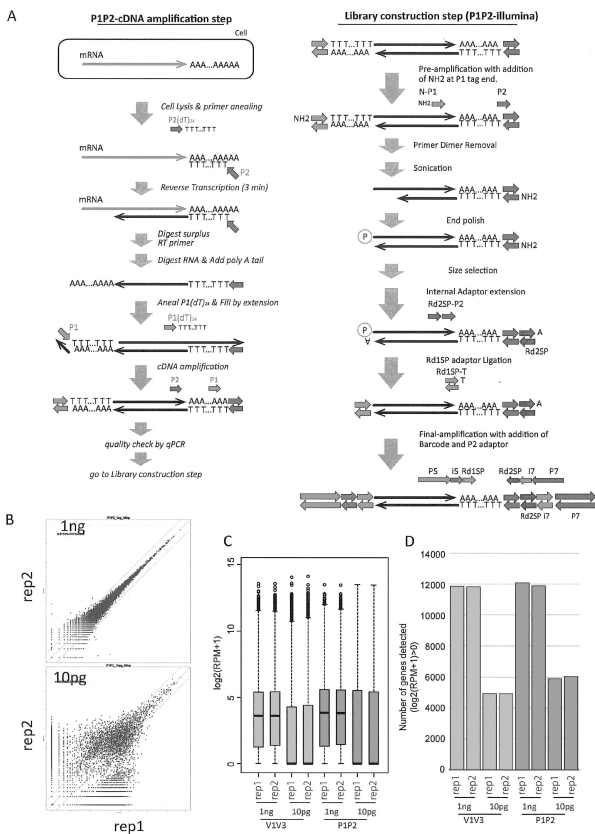 A
P1P2-cDNA amplification step
Cell
mRNA
AAA...AAAAA
Cell Lysis & primer anealing
P2(dT)24
TTT...TTT
mRNA
AAA...AAAAA
TTT...TTT
P2
Reverse Transcription (3 min)
mRNA
AAA...AAAAA
TTT...TTT
Digest surplus
RT primer
Digest RNA & Add poly A tail
AAA...AAAA
TTT...TTT
Aneal P1(dT)24 & Fill by extension
P1
P1(dT)24
TTT...TTT
TTT...TTT
AAA...AAA
AAA...AAA
TTT...TTT
cDNA amplification
P2
P1
TTT...TTT
AAA...AAA
AAA...AAA
TTT...TTT
quality check by qPCR
go to Library construction step
Library construction step (P1P2-illumina)
TTT...TTT
AAA...AAA
AAA...AAA
TTT...TTT
Pre-amplification with addition
of NH2 at P1 tag end.
N-P1
P2
NH2
NH2
TTT...TTT
AAA...AAA
AAA...AAA
TTT...TTT
Primer Dimer Removal
Sonication
AAA...AAA
TTT...TTT
NH2
End polish
P
AAA...AAA
TTT...TTT
NH2
Size selection
Internal Adaptor extension
Rd2SP-P2
P
A
AAA...AAA
TTT...TTT
A
Rd2SP
Rd1SP adaptor Ligation
Rd1SP-T
T
AAA...AAA
TTT...TTT
A
Final-amplification with addition of
Barcode and P2 adaptor
P5 i5 Rd1SP
Rd2SP i7 P7
AAA...AAA
TTT...TTT
Rd2SP i7 P7
B
1ng
rep2
10pg
rep2
rep1
C
log2(RPM+1)
15
10
5
0
rep1 rep2 rep1 rep2 rep1 rep2 rep1 rep2
1ng 10pg 1ng 10pg
V1V3 P1P2
D
Number of genes detected
(log2(RPM+1)>0)
14000
12000
10000
8000
6000
4000
2000
0
rep1 rep2 rep1 rep2 rep1 rep2 rep1 rep2
1ng 10pg 1ng 10pg
V1V3 P1P2